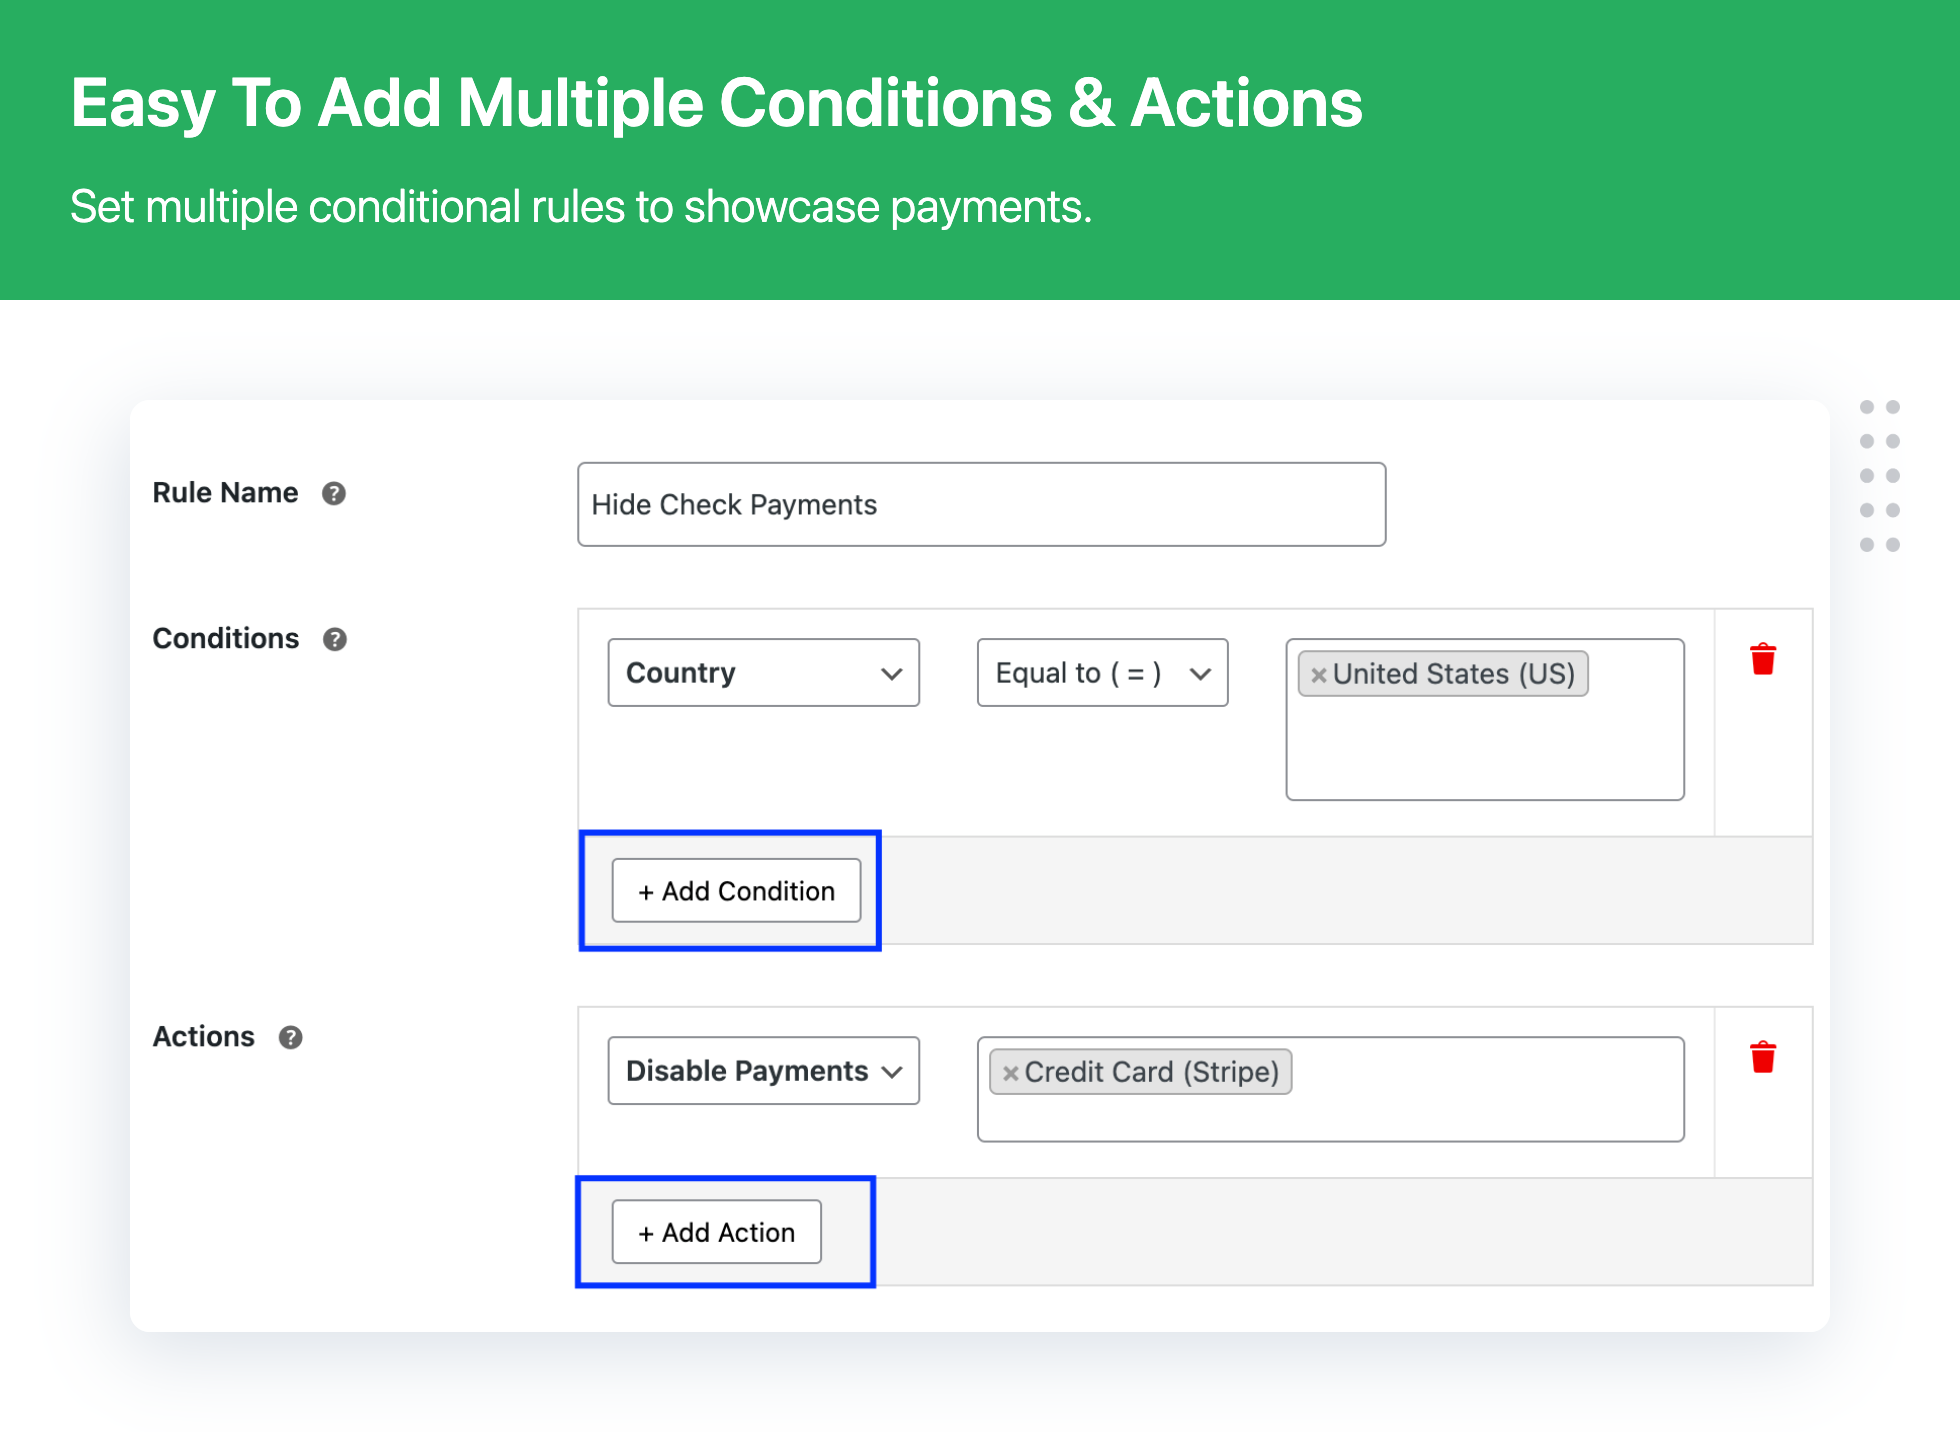 Easy To Add Multiple Conditions & Actions
Set multiple conditional rules to showcase payments.
Rule Name ?
Hide Check Payments
Conditions ?
Country
Equal to ( = )
×United States (US)
+ Add Condition
Actions ?
Disable Payments
×Credit Card (Stripe)
+ Add Action